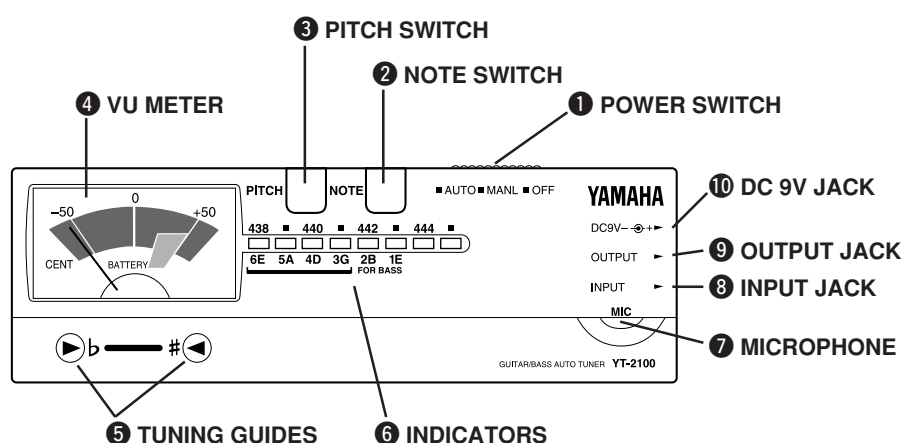 ❸ PITCH SWITCH
❷ NOTE SWITCH
❹ VU METER
❶ POWER SWITCH
PITCH NOTE ■ AUTO ■ MANL ■ OFF
YAMAHA
❿ DC 9V JACK
−50 0 +50
438 ■ 440 ■ 442 ■ 444 ■
DC9V
OUTPUT ►
❾ OUTPUT JACK
CENT BATTERY
6E 5A 4D 3G 2B 1E
FOR BASS
INPUT ►
❽ INPUT JACK
MIC
♭ ♯
❼ MICROPHONE
GUITAR/BASS AUTO TUNER YT-2100
❺ TUNING GUIDES
❻ INDICATORS